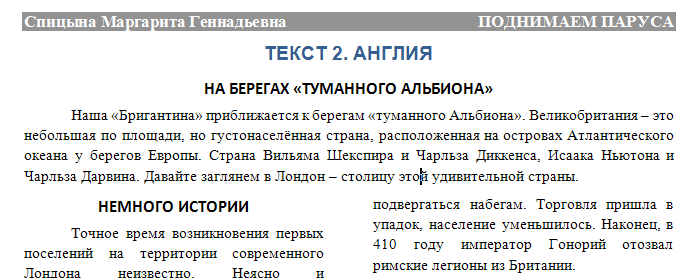 Спицына Маргарита Геннадьевна ПОДНИМАЕМ ПАРУСА
ТЕКСТ 2. АНГЛИЯ
НА БЕРЕГАХ «ТУМАННОГО АЛЬБИОНА»
Наша «Бригантина» приближается к берегам «туманного Альбиона». Великобритания – это
небольшая по площади, но густонаселённая страна, расположенная на островах Атлантического
океана у берегов Европы. Страна Вильяма Шекспира и Чарльза Диккенса, Исаака Ньютона и
Чарльза Дарвина. Давайте заглянем в Лондон – столицу этой удивительной страны.
НЕМНОГО ИСТОРИИ
Точное время возникновения первых
поселений на территории современного
Лондона неизвестно. Неясно и
подвергаться набегам. Торговля пришла в
упадок, население уменьшилось. Наконец, в
410 году император Гонорий отозвал
римские легионы из Британии.